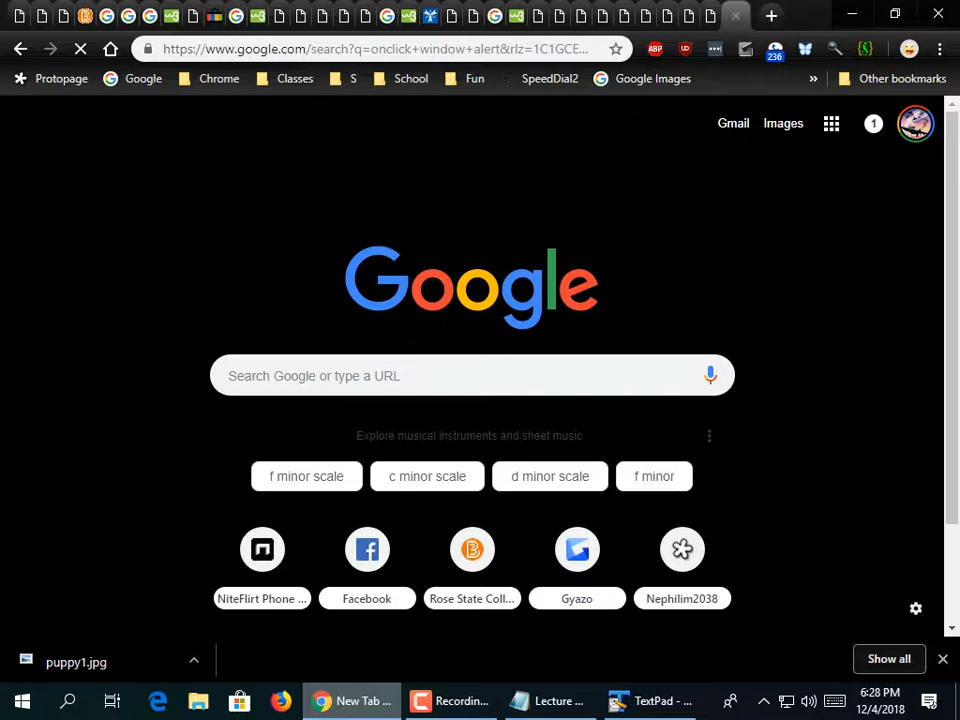 https://www.google.com/search?q=onclick+window+alert&rlz=1C1GCE...
ABP
236
Protopage Google Chrome Classes S School Fun SpeedDial2 Google Images » Other bookmarks
Gmail Images 1
Google
Search Google or type a URL
Explore musical instruments and sheet music
f minor scale c minor scale d minor scale f minor
NiteFlirt Phone ... Facebook Rose State Coll... Gyazo Nephilim2038
puppy1.jpg Show all
New Tab ... Recording... Lecture ... TextPad - ... 6:28 PM
12/4/2018